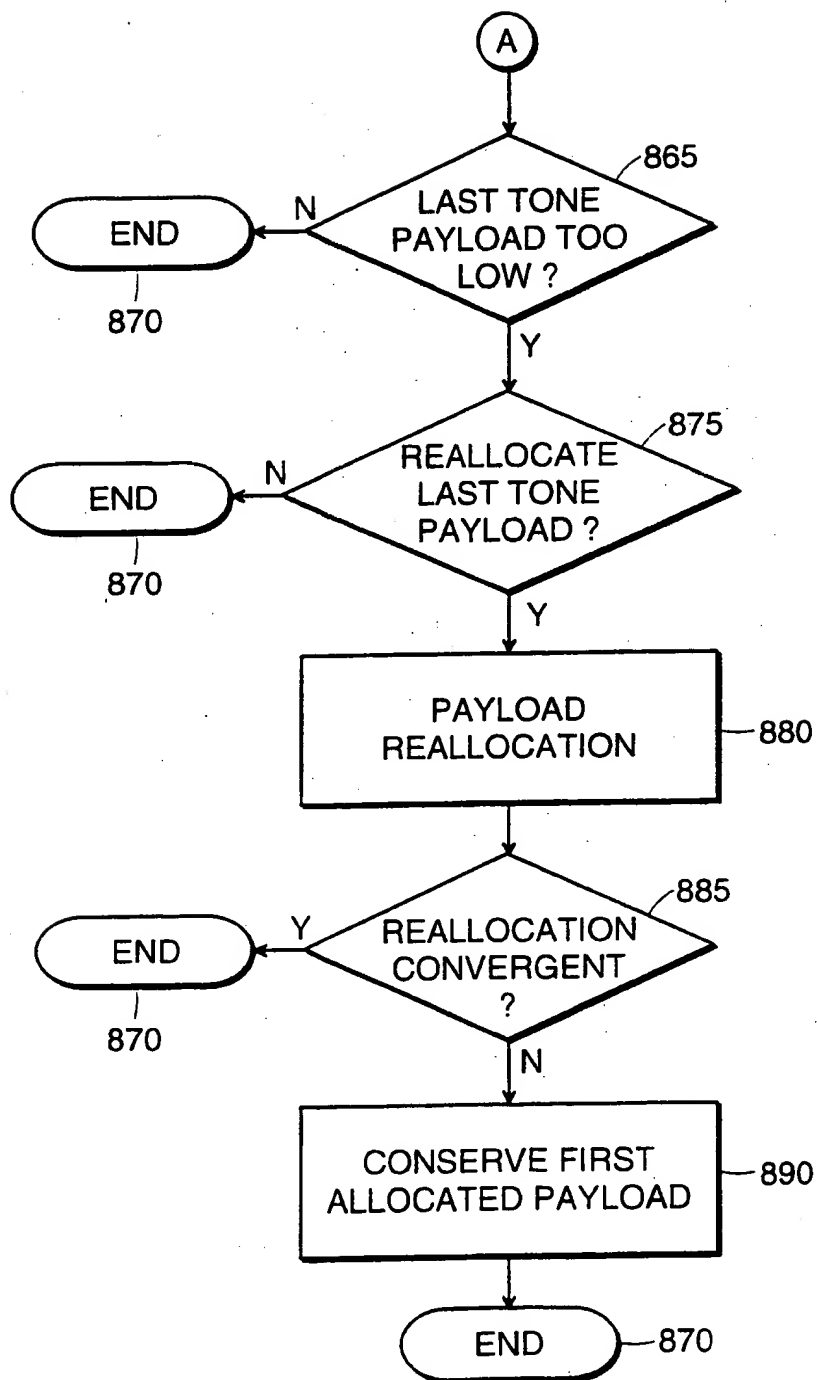 A
865
LAST TONE
PAYLOAD TOO
LOW ?
N
END
870
Y
875
REALLOCATE
LAST TONE
PAYLOAD ?
N
END
870
Y
PAYLOAD
REALLOCATION
880
885
REALLOCATION
CONVERGENT
?
Y
END
870
N
CONSERVE FIRST
ALLOCATED PAYLOAD
890
END
870